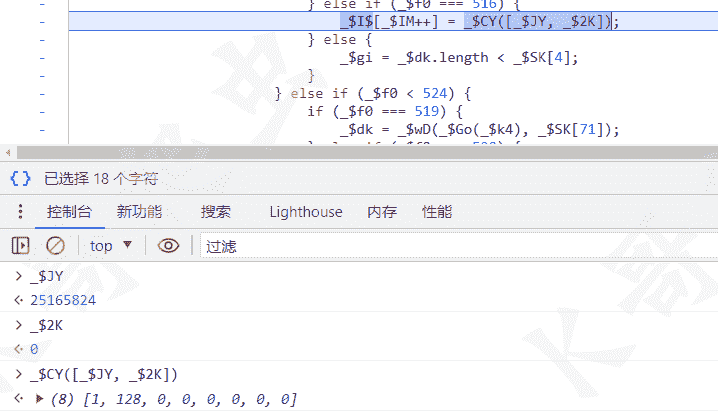 } else if (_$f0 === 516) {
_$I$[_$IM++] = _$CY([_$JY, _$2K]);
} else {
_$gi = _$dk.length < _$SK[4];
}
} else if (_$f0 < 524) {
if (_$f0 === 519) {
_$dk = _$wD(_$Go(_$k4), _$SK[71]);
{} 已选择 18 个字符
控制台 新功能 搜索 Lighthouse 内存 性能
top ▼ 过滤
> _$JY
25165824
> _$2K
0
> _$CY([_$JY, _$2K])
(8) [1, 128, 0, 0, 0, 0, 0, 0]
K哥